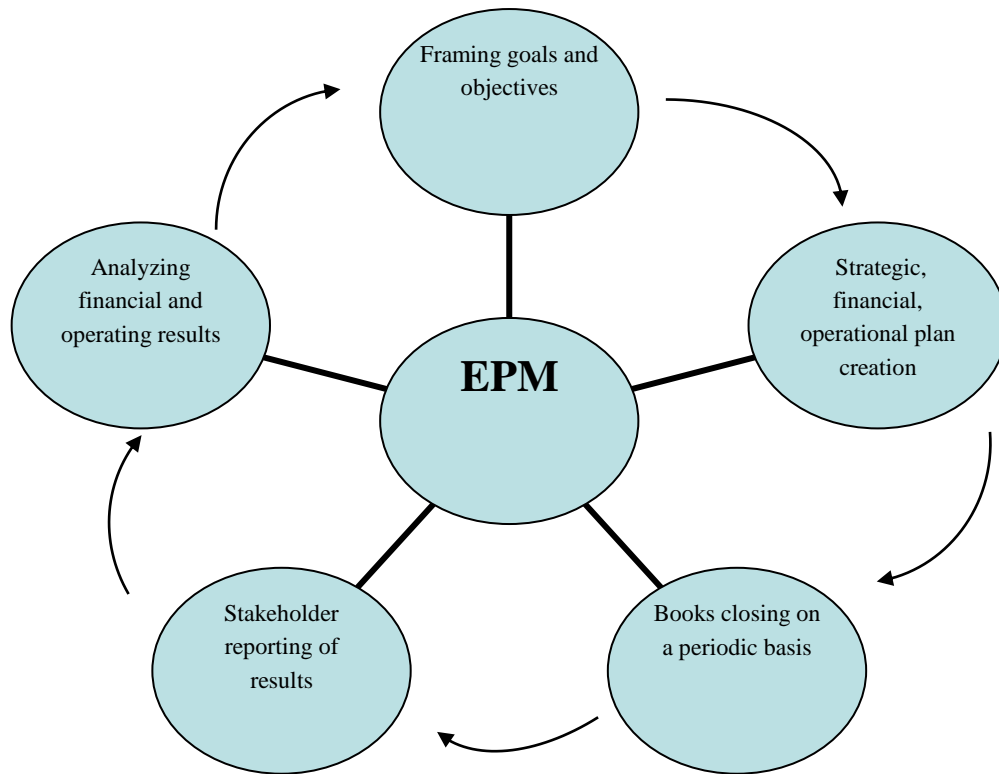 Framing goals and
objectives
Strategic,
financial,
operational plan
creation
Books closing on
a periodic basis
Stakeholder
reporting of
results
Analyzing
financial and
operating results
EPM